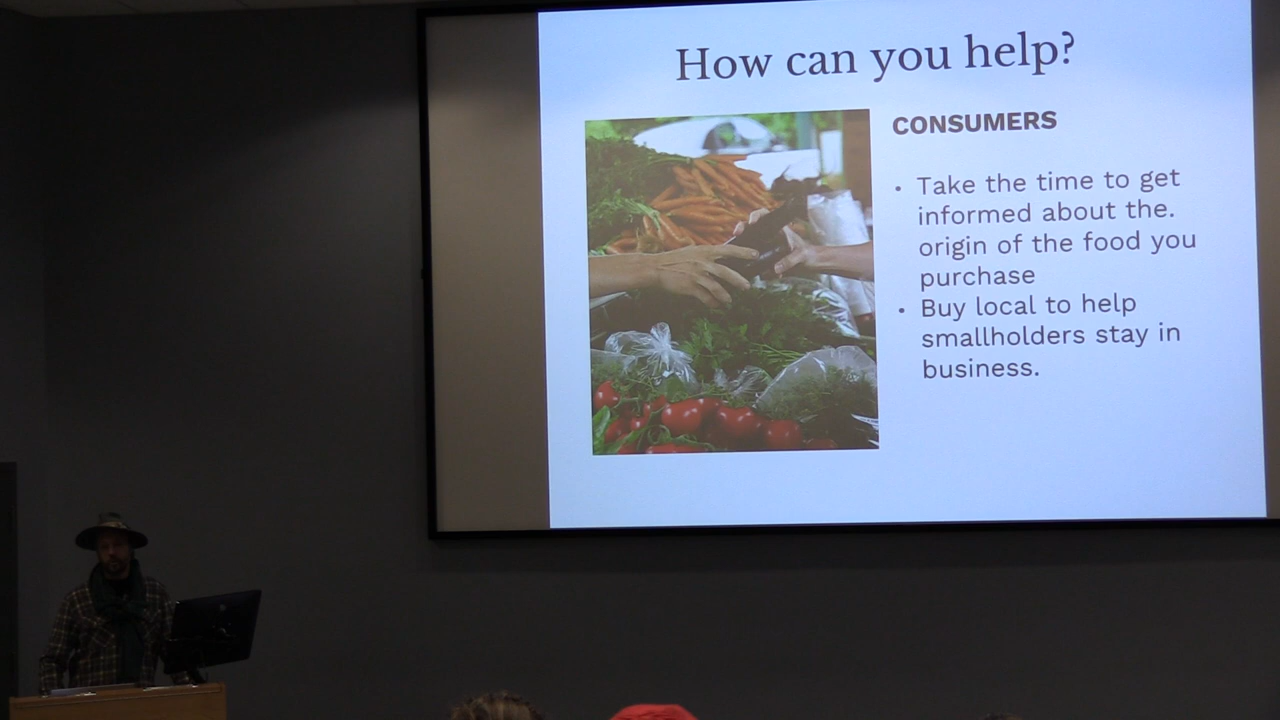 How can you help?
CONSUMERS
• Take the time to get
informed about the.
origin of the food you
purchase
• Buy local to help
smallholders stay in
business.